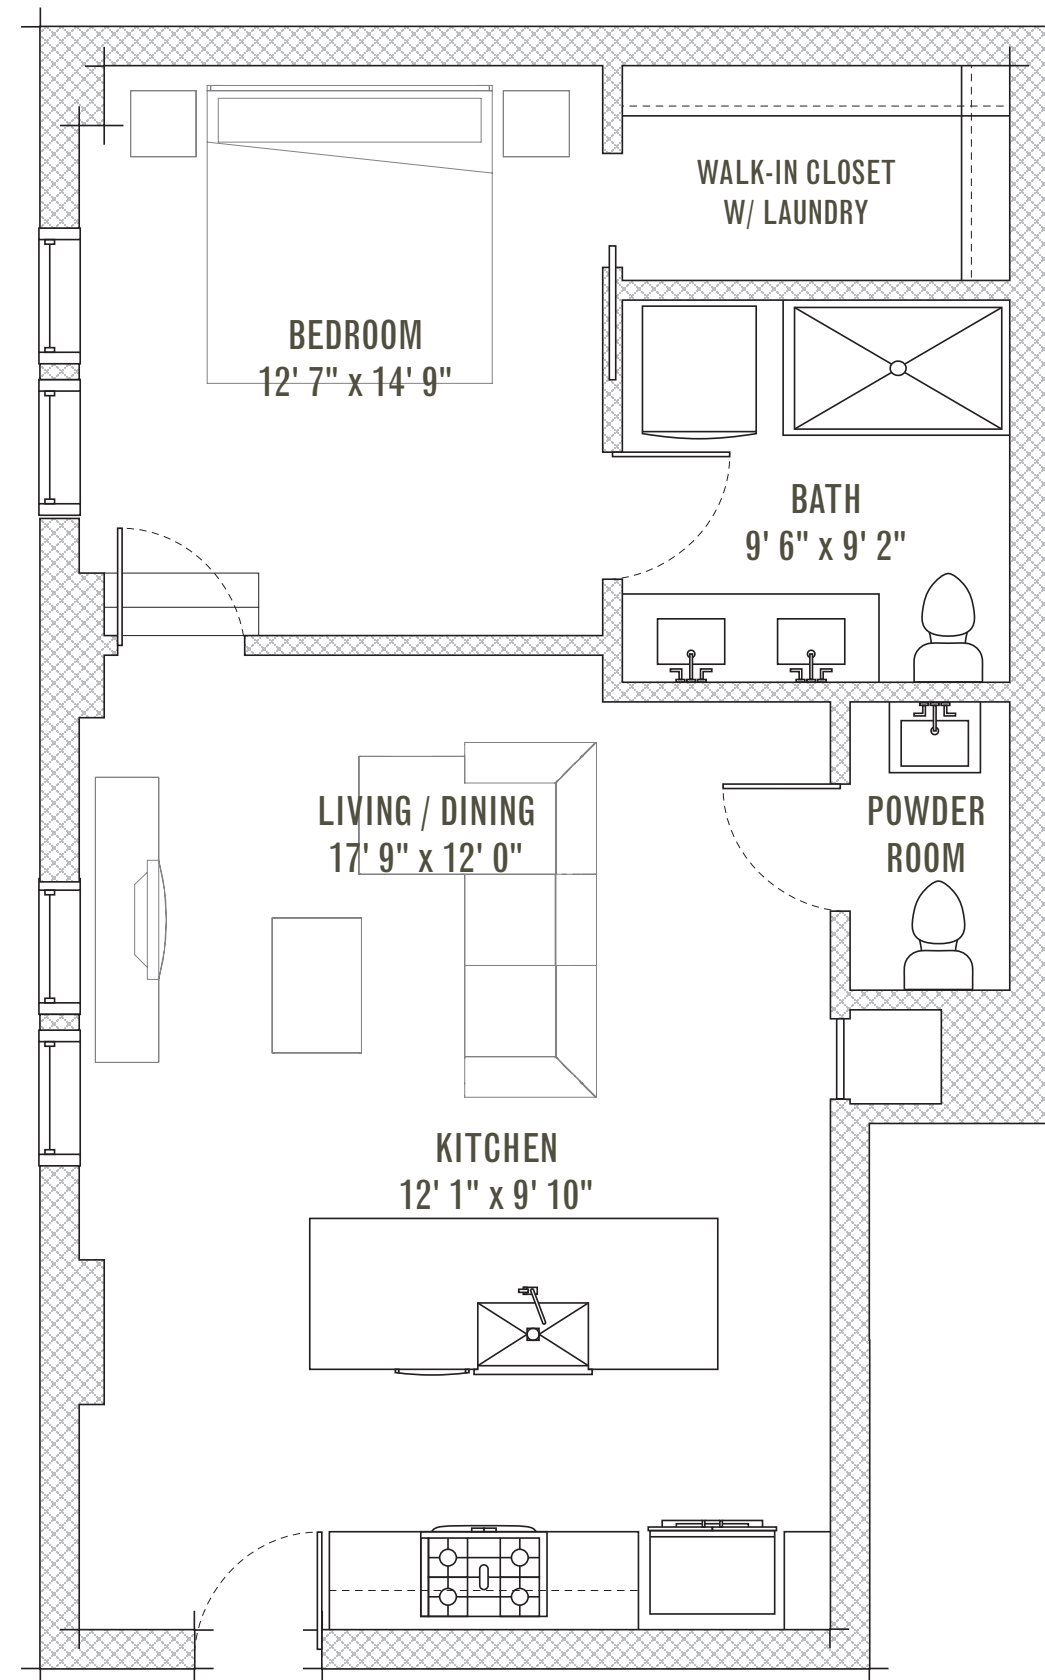 WALK-IN CLOSET
W/ LAUNDRY
BEDROOM
12' 7" x 14' 9"
BATH
9' 6" x 9' 2"
LIVING / DINING
17' 9" x 12' 0"
POWDER
ROOM
KITCHEN
12' 1" x 9' 10"